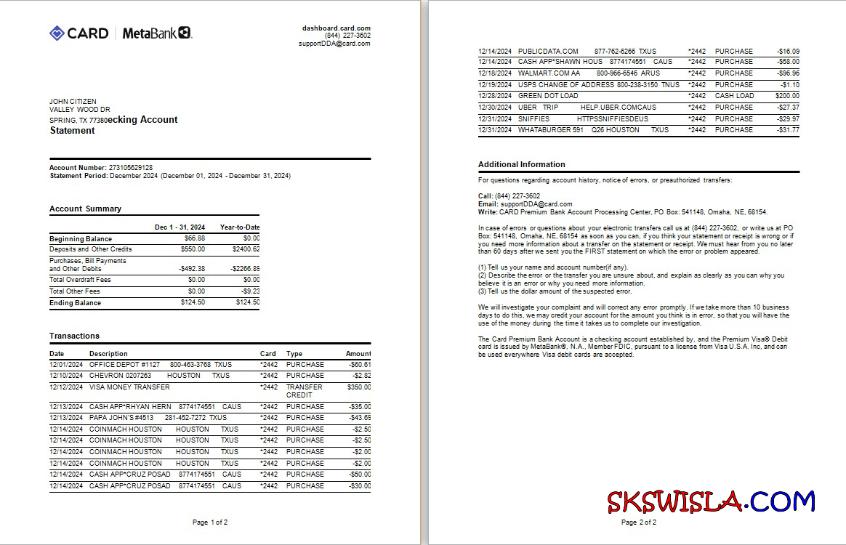 CARD MetaBank
dashboard.card.com
(844) 227-3602
supportDDA@card.com
JOHN CITIZEN
VALLEY WOOD DR
SPRING, TX 77380ecking Account
Statement
Account Number: 273105629128
Statement Period: December 2024 (December 01, 2024 - December 31, 2024)
Account Summary
Dec 1 - 31, 2024 Year-to-Date
Beginning Balance $66.88 $0.00
Deposits and Other Credits $550.00 $2400.62
Purchases, Bill Payments
and Other Debits -$492.38 -$2266.89
Total Overdraft Fees $0.00 $0.00
Total Other Fees $0.00 -$9.23
Ending Balance $124.50 $124.50
Transactions
Date Description Card Type Amount
12/01/2024 OFFICE DEPOT #1127 800-463-3768 TXUS *2442 PURCHASE -$60.61
12/10/2024 CHEVRON 0207263 HOUSTON TXUS *2442 PURCHASE -$2.82
12/12/2024 VISA MONEY TRANSFER *2442 TRANSFER $350.00
CREDIT
12/13/2024 CASH APP*RHYAN HERN 8774174551 CAUS *2442 PURCHASE -$35.00
12/13/2024 PAPA JOHN'S #4513 281-452-7272 TXUS *2442 PURCHASE -$43.69
12/14/2024 COINMACH HOUSTON HOUSTON TXUS *2442 PURCHASE -$2.50
12/14/2024 COINMACH HOUSTON HOUSTON TXUS *2442 PURCHASE -$2.50
12/14/2024 COINMACH HOUSTON HOUSTON TXUS *2442 PURCHASE -$2.00
12/14/2024 COINMACH HOUSTON HOUSTON TXUS *2442 PURCHASE -$2.00
12/14/2024 CASH APP*CRUZ POSAD 8774174551 CAUS *2442 PURCHASE -$50.00
12/14/2024 CASH APP*CRUZ POSAD 8774174551 CAUS *2442 PURCHASE -$30.00
Page 1 of 2
12/14/2024 PUBLICDATA.COM 877-762-6266 TXUS *2442 PURCHASE -$16.09
12/14/2024 CASH APP*SHAWN HOUS 8774174551 CAUS *2442 PURCHASE -$58.00
12/18/2024 WALMART.COM AA 800-966-6546 ARUS *2442 PURCHASE -$96.96
12/19/2024 USPS CHANGE OF ADDRESS 800-238-3150 TNUS *2442 PURCHASE -$1.10
12/28/2024 GREEN DOT LOAD *2442 CASH LOAD $200.00
12/30/2024 UBER TRIP HELP.UBER.COMCAUS *2442 PURCHASE -$27.37
12/31/2024 SNIFFIES HTTPSSNIFFIESDEUS *2442 PURCHASE -$29.97
12/31/2024 WHATABURGER 591 Q26 HOUSTON TXUS *2442 PURCHASE -$31.77
Additional Information
For questions regarding account history, notice of errors, or preauthorized transfers:
Call: (844) 227-3602
Email: supportDDA@card.com
Write: CARD Premium Bank Account Processing Center, PO Box: 541148, Omaha, NE, 68154
In case of errors or questions about your electronic transfers call us at (844) 227-3602, or write us at PO
Box: 541148, Omaha, NE, 68154 as soon as you can, if you think your statement or receipt is wrong or if
you need more information about a transfer on the statement or receipt. We must hear from you no later
than 60 days after we sent you the FIRST statement on which the error or problem appeared.
(1) Tell us your name and account number(if any).
(2) Describe the error or the transfer you are unsure about, and explain as clearly as you can why you
believe it is an error or why you need more information.
(3) Tell us the dollar amount of the suspected error.
We will investigate your complaint and will correct any error promptly. If we take more than 10 business
days to do this, we may credit your account for the amount you think is in error, so that you will have the
use of the money during the time it takes us to complete our investigation.
The Card Premium Bank Account is a checking account established by, and the Premium Visa® Debit
card is issued by MetaBank®, N.A., Member FDIC, pursuant to a license from Visa U.S.A. Inc, and can
be used everywhere Visa debit cards are accepted.
SKSWISLA.COM
Page 2 of 2